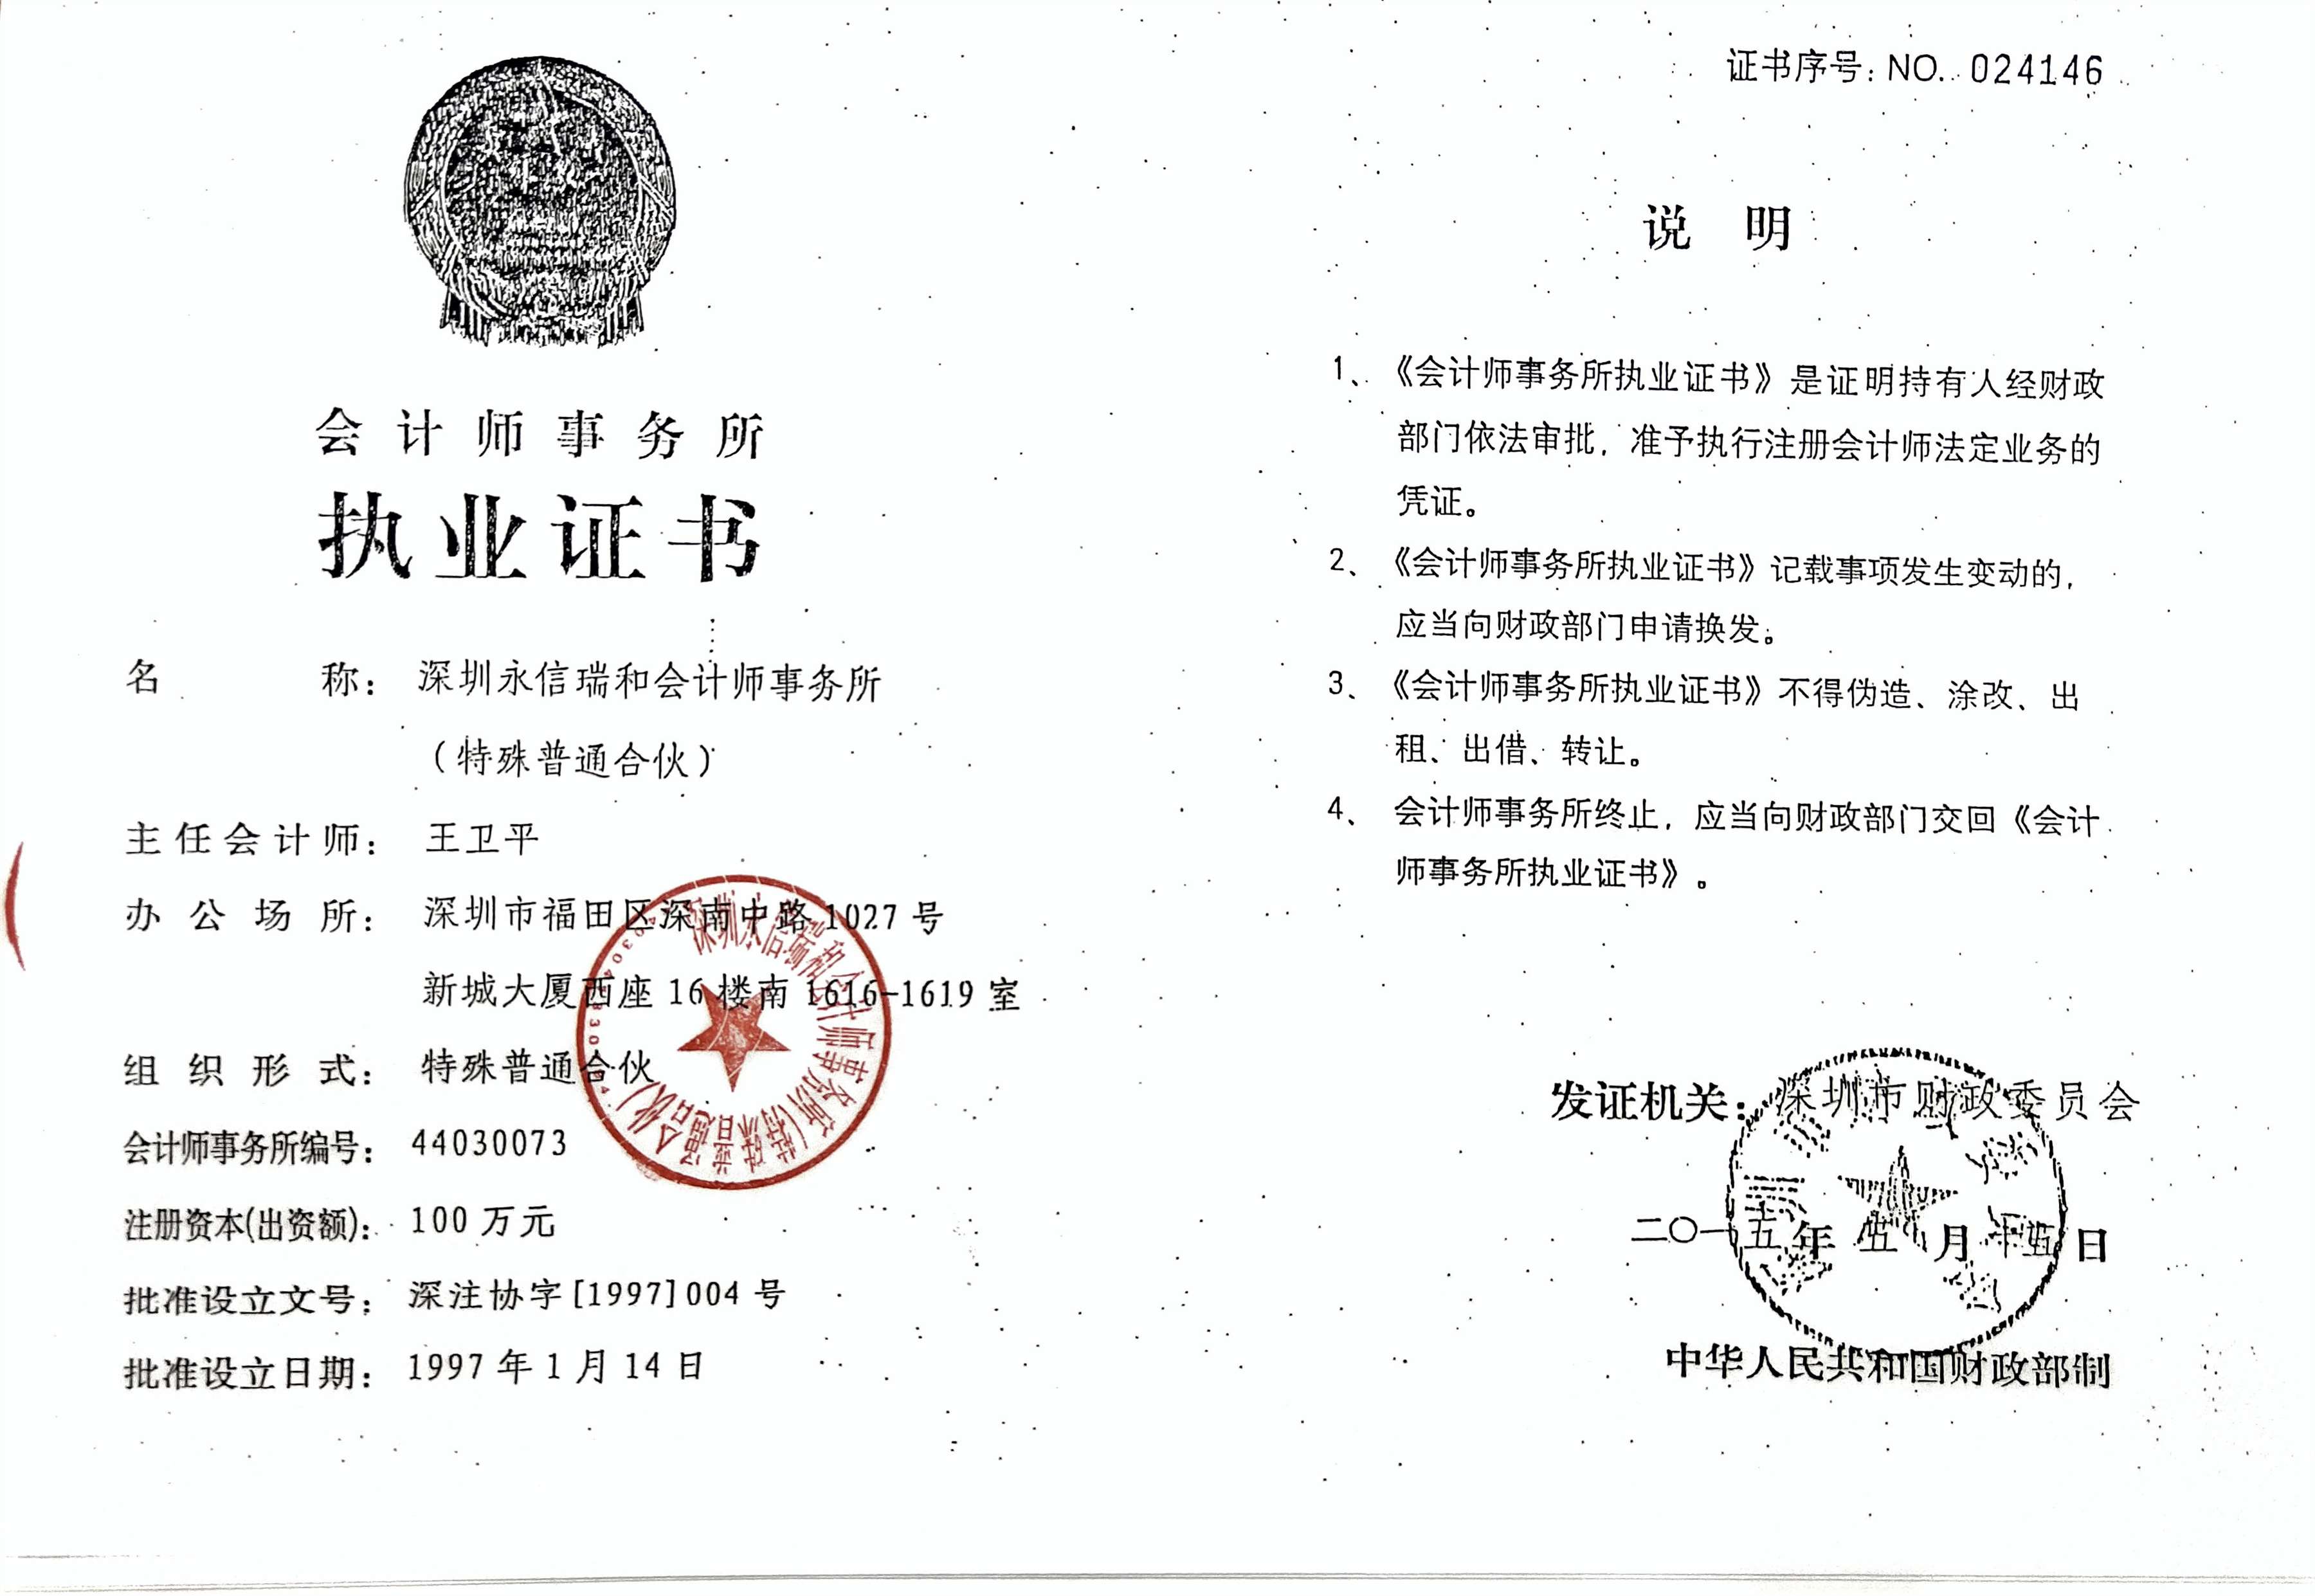 会计师事务所
执业证书
名称：深圳永信瑞和会计师事务所
（特殊普通合伙）
主任会计师：王卫平
办公场所：深圳市福田区深南中路1027号
新城大厦西座16楼南1616-1619室
组织形式：特殊普通合伙
会计师事务所编号：44030073
注册资本(出资额)：100万元
批准设立文号：深注协字[1997]004号
批准设立日期：1997年1月14日
深圳永信瑞和会计师事务所(特殊普通合伙)
证书序号：NO. 024146
说明
1、《会计师事务所执业证书》是证明持有人经财政
部门依法审批，准予执行注册会计师法定业务的
凭证。
2、《会计师事务所执业证书》记载事项发生变动的，
应当向财政部门申请换发。
3、《会计师事务所执业证书》不得伪造、涂改、出
租、出借、转让。
4、会计师事务所终止，应当向财政部门交回《会计
师事务所执业证书》。
发证机关：深圳市财政委员会
二〇一五年五月十五日
中华人民共和国财政部制